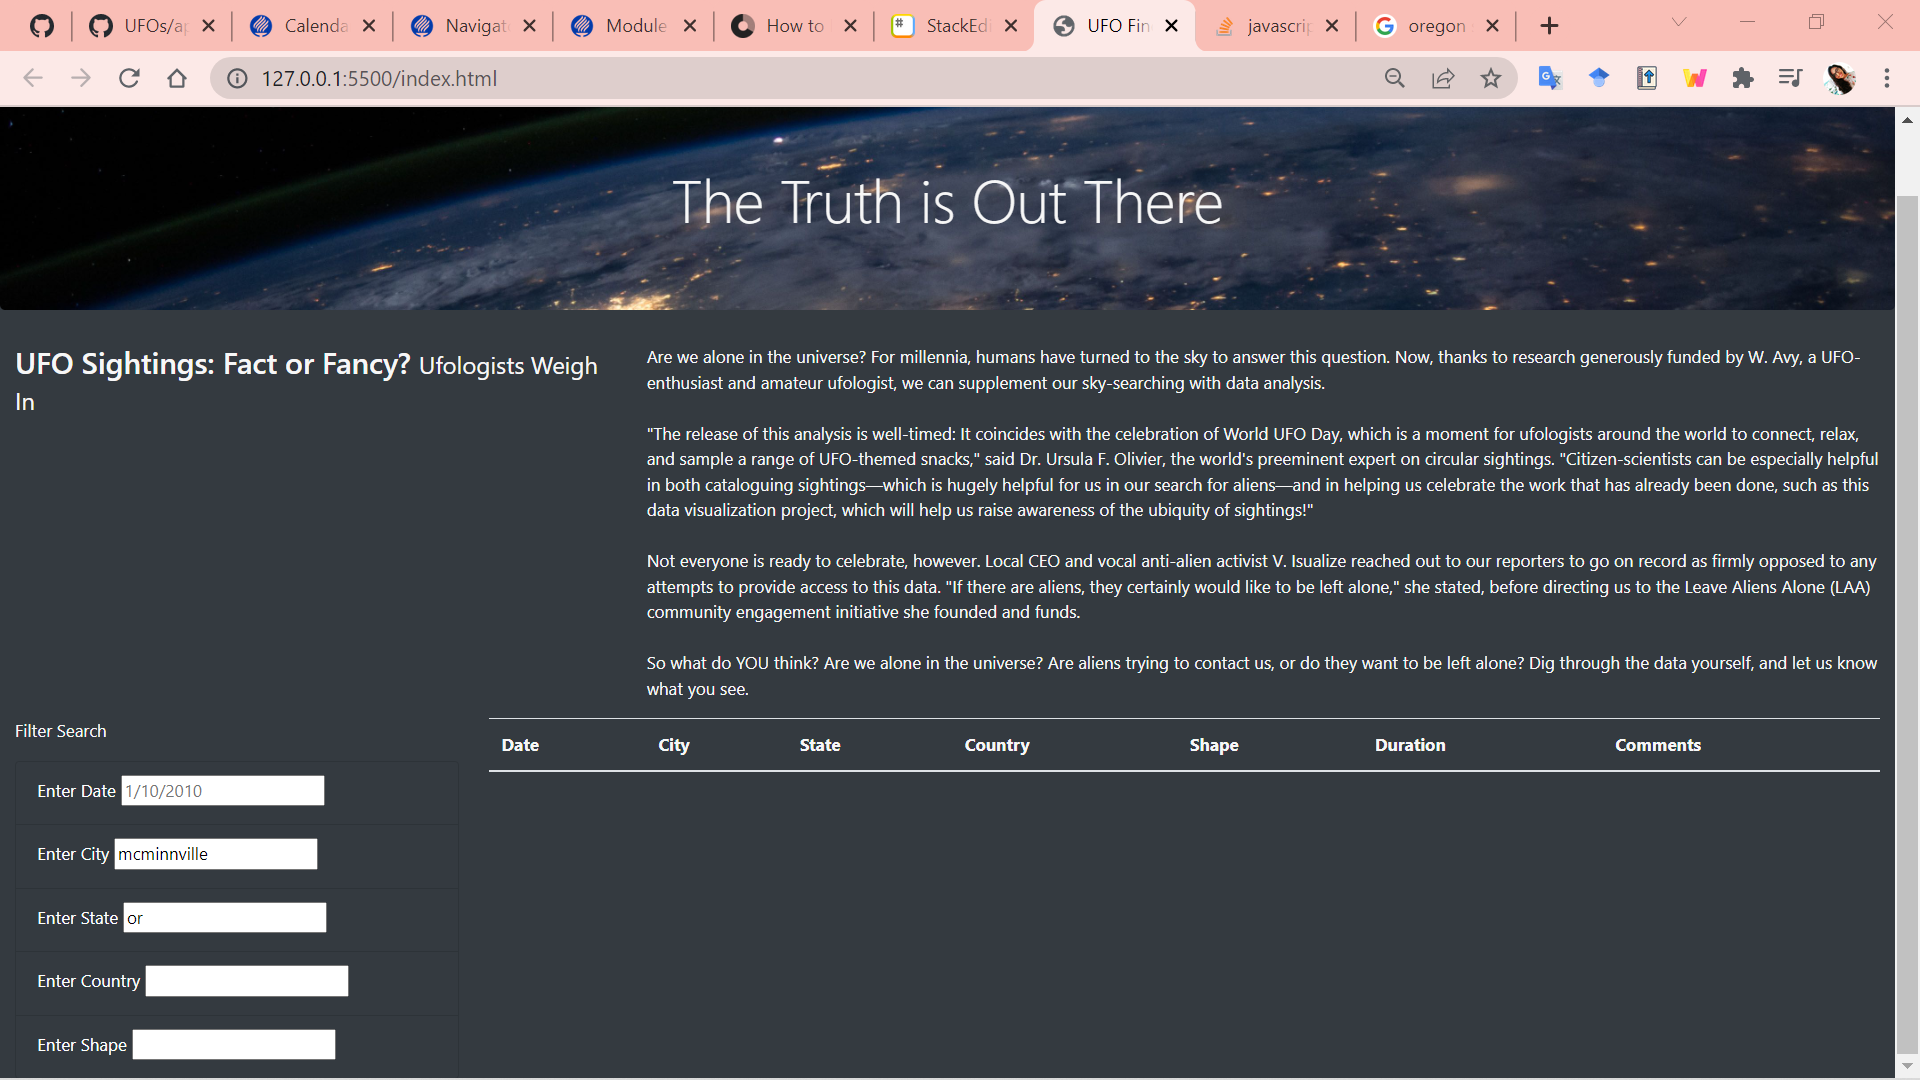 UFOs/ap
Calenda
Navigate
Module
How to
StackEdi
UFO Fin
javascrip
oregon
127.0.0.1:5500/index.html
The Truth is Out There
UFO Sightings: Fact or Fancy? Ufologists Weigh
In
Are we alone in the universe? For millennia, humans have turned to the sky to answer this question. Now, thanks to research generously funded by W. Avy, a UFO-
enthusiast and amateur ufologist, we can supplement our sky-searching with data analysis.
"The release of this analysis is well-timed: It coincides with the celebration of World UFO Day, which is a moment for ufologists around the world to connect, relax,
and sample a range of UFO-themed snacks," said Dr. Ursula F. Olivier, the world's preeminent expert on circular sightings. "Citizen-scientists can be especially helpful
in both cataloguing sightings—which is hugely helpful for us in our search for aliens—and in helping us celebrate the work that has already been done, such as this
data visualization project, which will help us raise awareness of the ubiquity of sightings!"
Not everyone is ready to celebrate, however. Local CEO and vocal anti-alien activist V. Isualize reached out to our reporters to go on record as firmly opposed to any
attempts to provide access to this data. "If there are aliens, they certainly would like to be left alone," she stated, before directing us to the Leave Aliens Alone (LAA)
community engagement initiative she founded and funds.
So what do YOU think? Are we alone in the universe? Are aliens trying to contact us, or do they want to be left alone? Dig through the data yourself, and let us know
what you see.
Filter Search
Date City State Country Shape Duration Comments
Enter Date 1/10/2010
Enter City mcminnville
Enter State or
Enter Country
Enter Shape